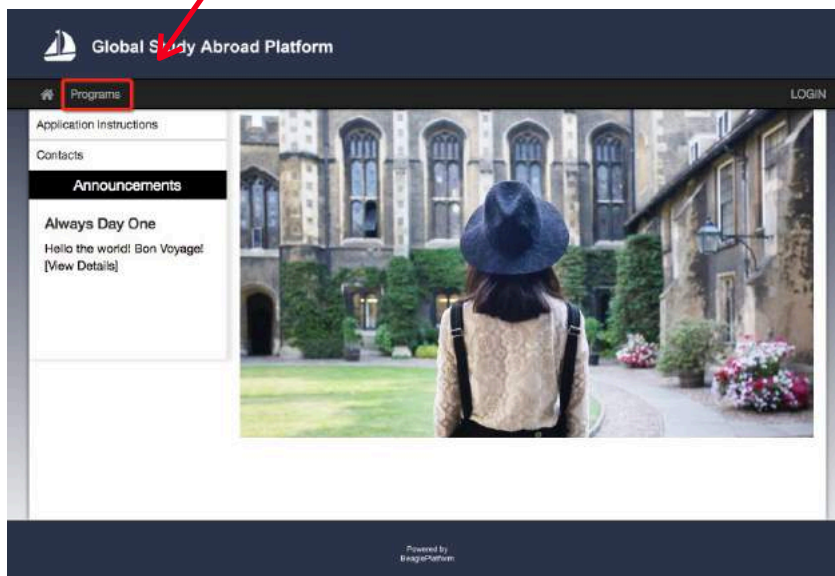 Global Study Abroad Platform
Programs
LOGIN
Application Instructions
Contacts
Announcements
Always Day One
Hello the world! Bon Voyage!
[View Details]
Powered by
BeaglePlatform